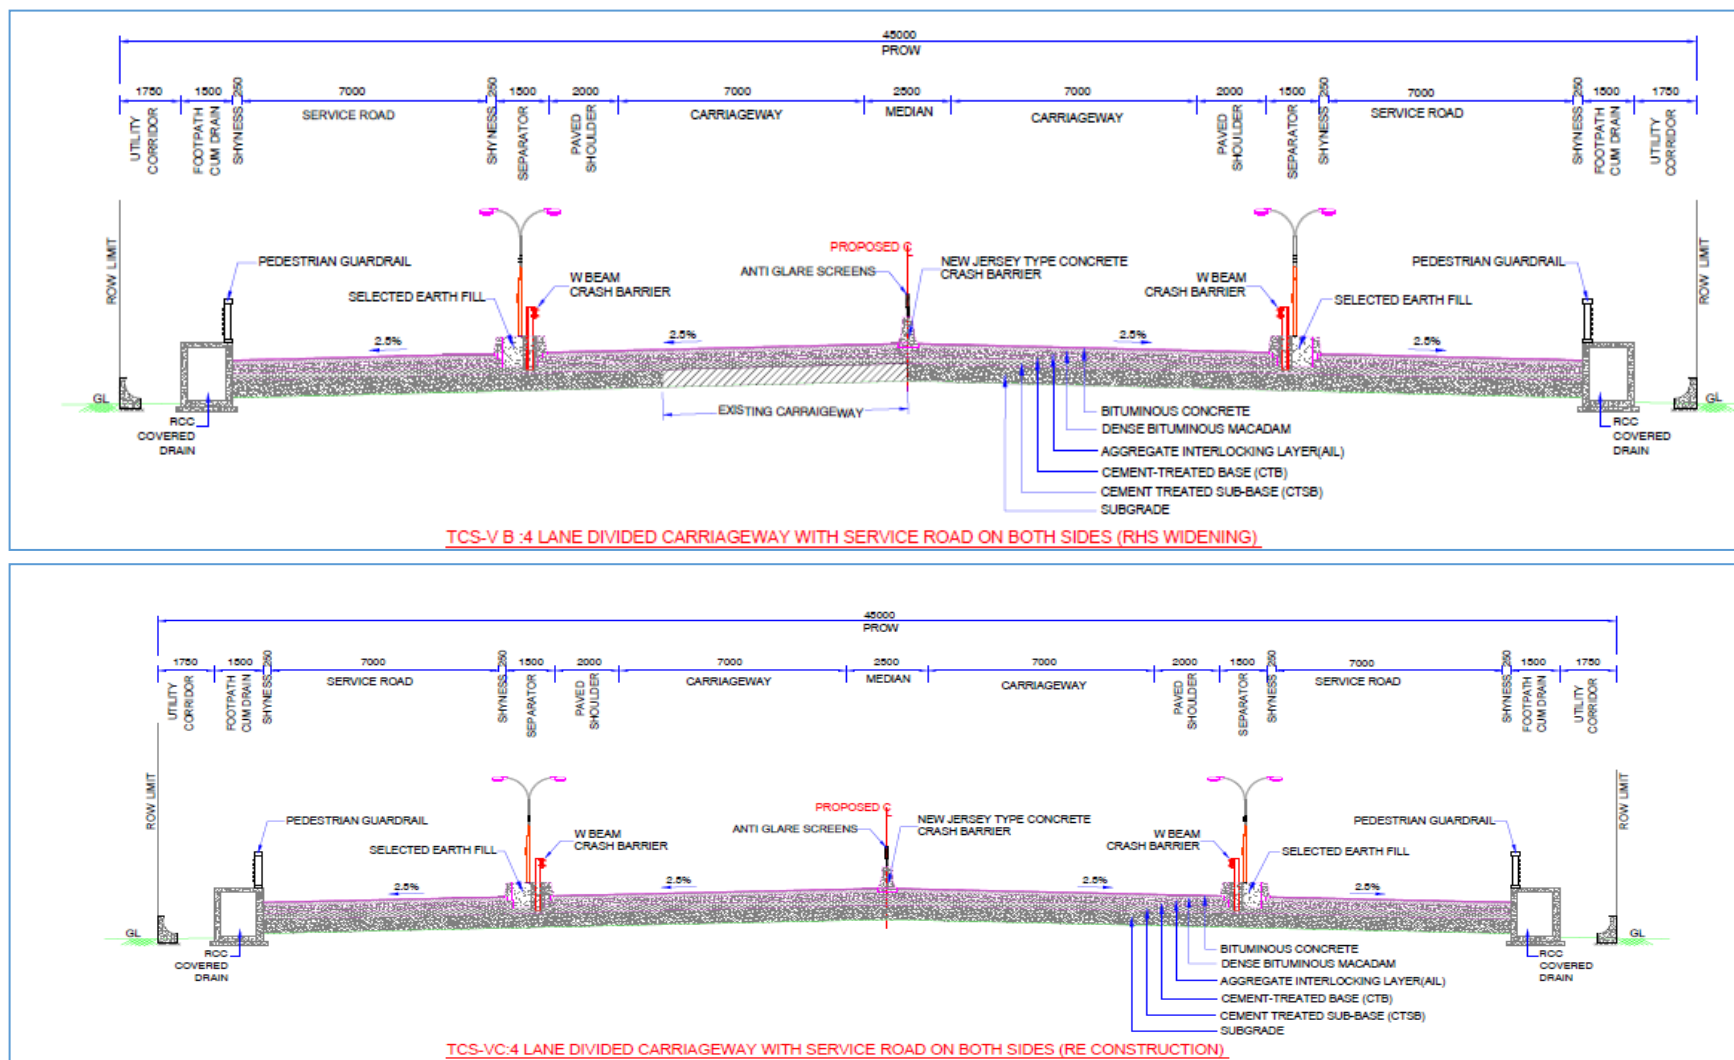 45000
PROW
1750 1500 250 7000 250 1500 2000 7000 2500 7000 2000 1500 250 7000 250 1500 1750
UTILITY CORRIDOR
FOOTPATH CUM DRAIN
SHYNESS
SERVICE ROAD
SHYNESS
SEPARATOR
PAVED SHOULDER
CARRIAGEWAY
MEDIAN
CARRIAGEWAY
PAVED SHOULDER
SEPARATOR
SHYNESS
SERVICE ROAD
SHYNESS
FOOTPATH CUM DRAIN
UTILITY CORRIDOR
ROW LIMIT
PEDESTRIAN GUARDRAIL
SELECTED EARTH FILL
W BEAM
CRASH BARRIER
PROPOSED ℄
ANTI GLARE SCREENS
NEW JERSEY TYPE CONCRETE
CRASH BARRIER
W BEAM
CRASH BARRIER
PEDESTRIAN GUARDRAIL
SELECTED EARTH FILL
ROW LIMIT
2.5% 2.5% 2.5% 2.5%
GL
RCC
COVERED
DRAIN
EXISTING CARRAIGEWAY
BITUMINOUS CONCRETE
DENSE BITUMINOUS MACADAM
AGGREGATE INTERLOCKING LAYER(AIL)
CEMENT-TREATED BASE (CTB)
CEMENT TREATED SUB-BASE (CTSB)
SUBGRADE
GL
RCC
COVERED
DRAIN
TCS-V B :4 LANE DIVIDED CARRIAGEWAY WITH SERVICE ROAD ON BOTH SIDES (RHS WIDENING)
45000
PROW
1750 1500 250 7000 250 1500 2000 7000 2500 7000 2000 1500 250 7000 250 1500 1750
UTILITY CORRIDOR
FOOTPATH CUM DRAIN
SHYNESS
SERVICE ROAD
SHYNESS
SEPARATOR
PAVED SHOULDER
CARRIAGEWAY
MEDIAN
CARRIAGEWAY
PAVED SHOULDER
SEPARATOR
SHYNESS
SERVICE ROAD
SHYNESS
FOOTPATH CUM DRAIN
UTILITY CORRIDOR
ROW LIMIT
PEDESTRIAN GUARDRAIL
SELECTED EARTH FILL
W BEAM
CRASH BARRIER
PROPOSED ℄
ANTI GLARE SCREENS
NEW JERSEY TYPE CONCRETE
CRASH BARRIER
W BEAM
CRASH BARRIER
PEDESTRIAN GUARDRAIL
SELECTED EARTH FILL
ROW LIMIT
2.5% 2.5% 2.5% 2.5%
GL
RCC
COVERED
DRAIN
BITUMINOUS CONCRETE
DENSE BITUMINOUS MACADAM
AGGREGATE INTERLOCKING LAYER(AIL)
CEMENT-TREATED BASE (CTB)
CEMENT TREATED SUB-BASE (CTSB)
SUBGRADE
GL
RCC
COVERED
DRAIN
TCS-VC:4 LANE DIVIDED CARRIAGEWAY WITH SERVICE ROAD ON BOTH SIDES (RE CONSTRUCTION)